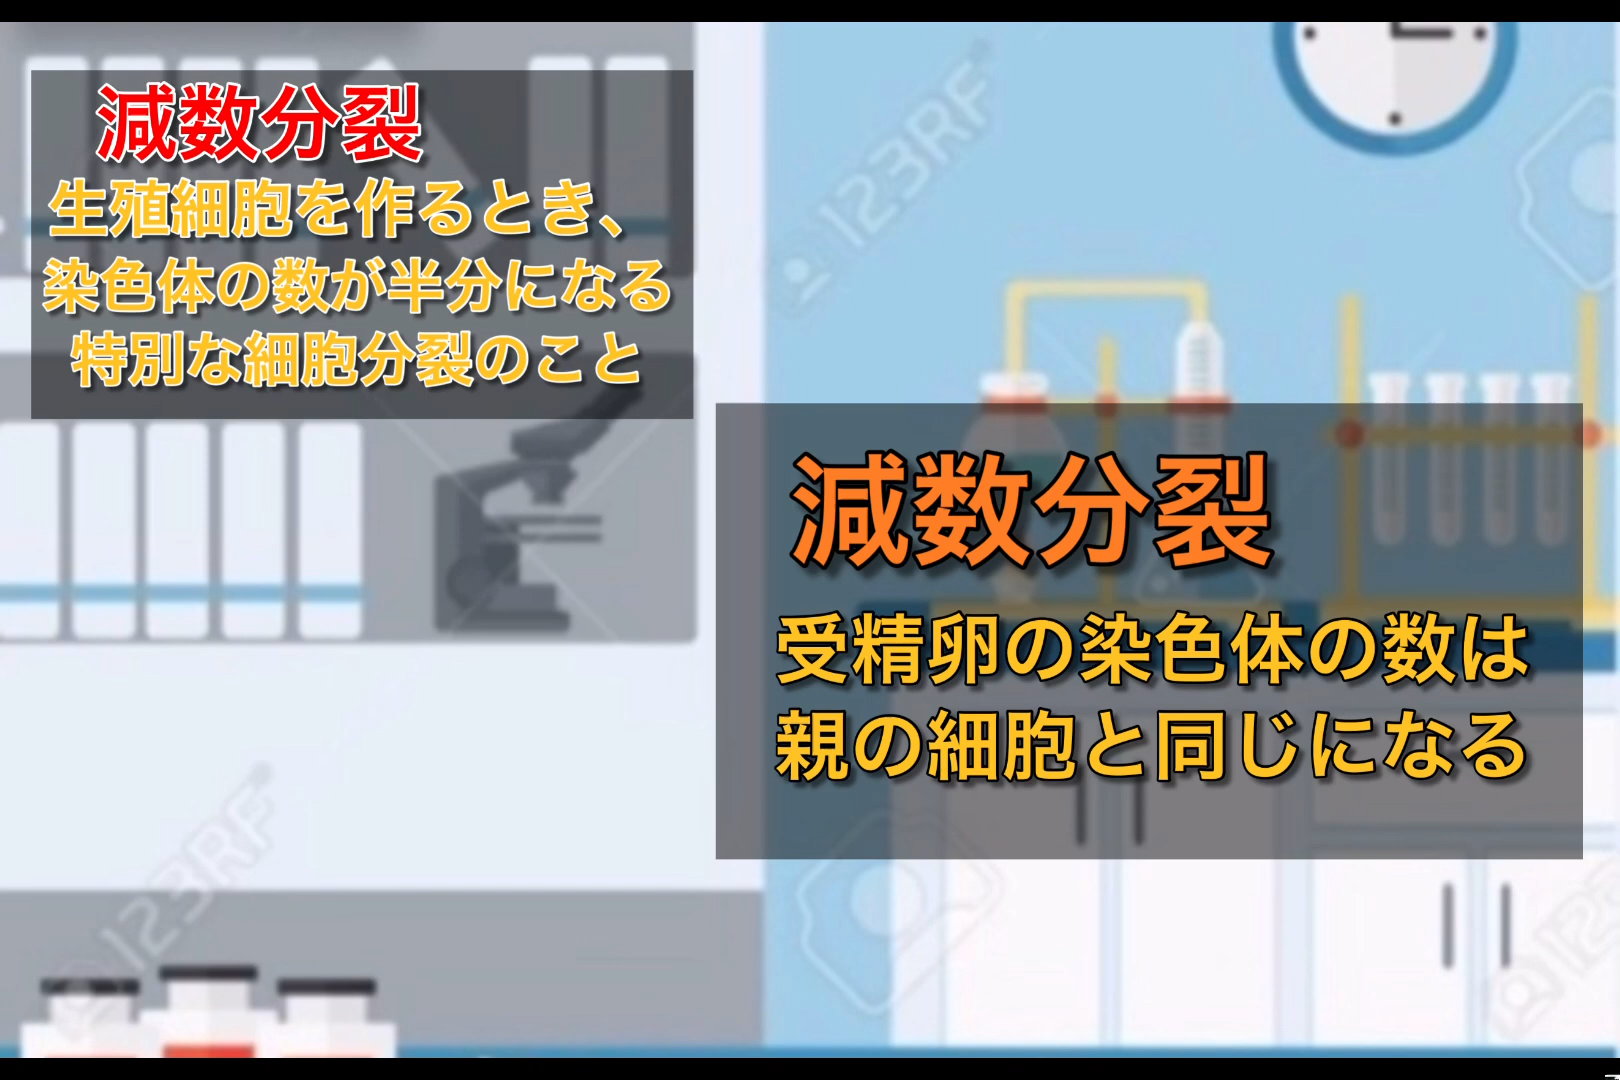 減数分裂
生殖細胞を作るとき、
染色体の数が半分になる
特別な細胞分裂のこと
減数分裂
受精卵の染色体の数は
親の細胞と同じになる
123RF
123RF
123